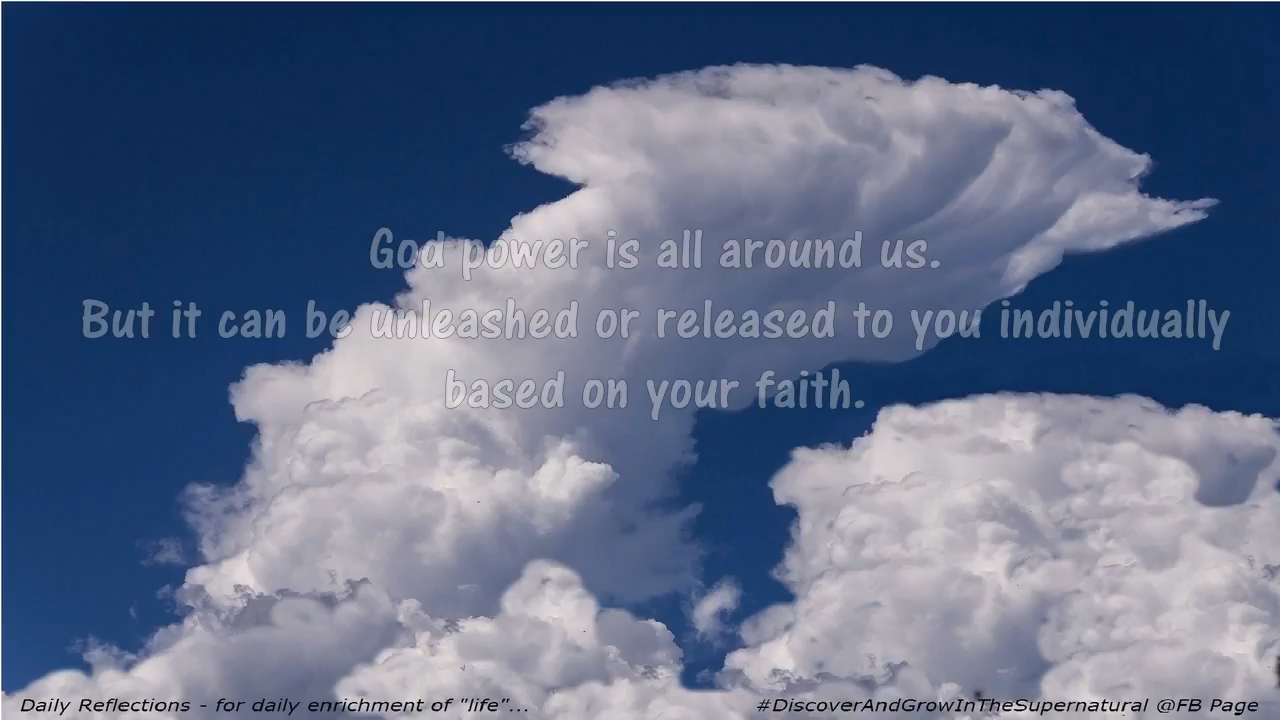 God power is all around us.
But it can be unleashed or released to you individually
based on your faith.
Daily Reflections - for daily enrichment of "life"...
#DiscoverAndGrowInTheSupernatural @FB Page